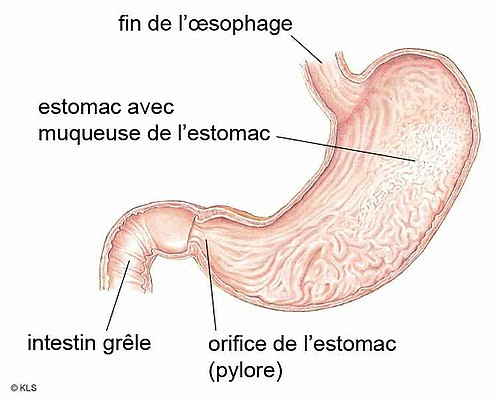 fin de l’œsophage
estomac avec
muqueuse de l’estomac
intestin grêle
orifice de l’estomac
(pylore)
© KLS